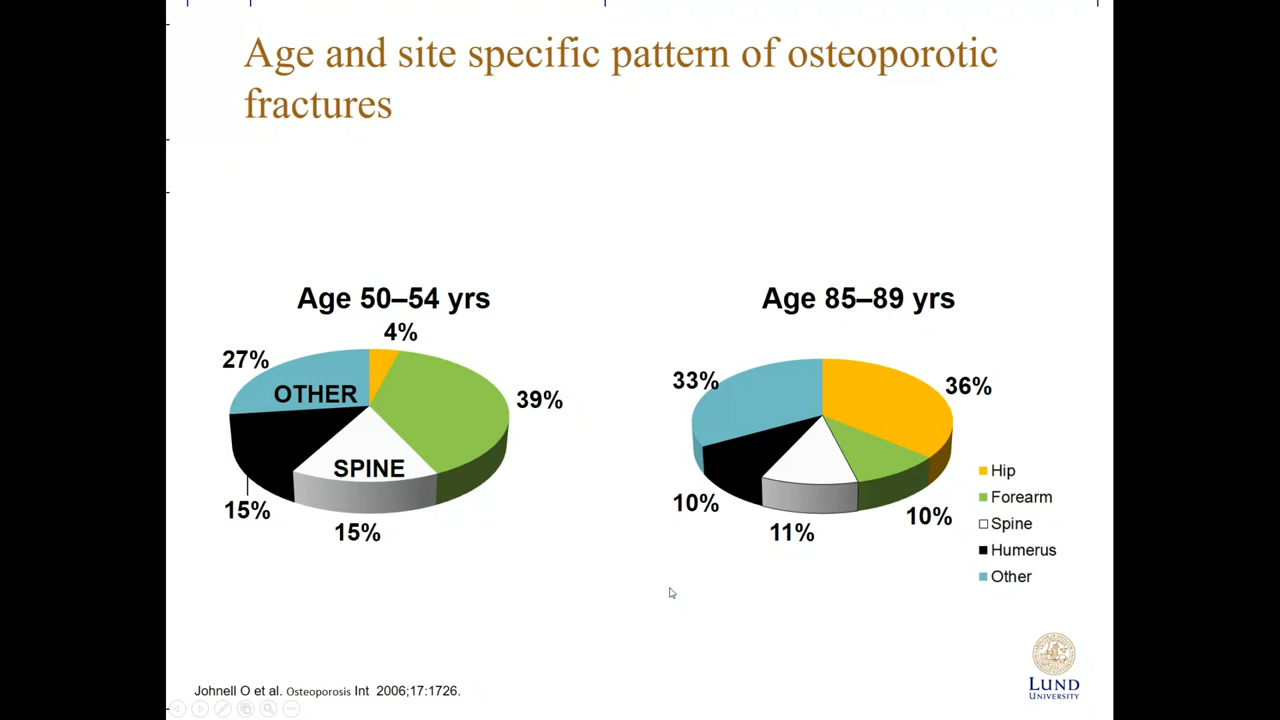 Age and site specific pattern of osteoporotic
fractures
Age 50–54 yrs
4%
27%
OTHER
39%
SPINE
15%
15%
Age 85–89 yrs
33%
36%
10%
11%
10%
Hip
Forearm
Spine
Humerus
Other
Johnell O et al. Osteoporosis Int 2006;17:1726.
LUND
UNIVERSITY